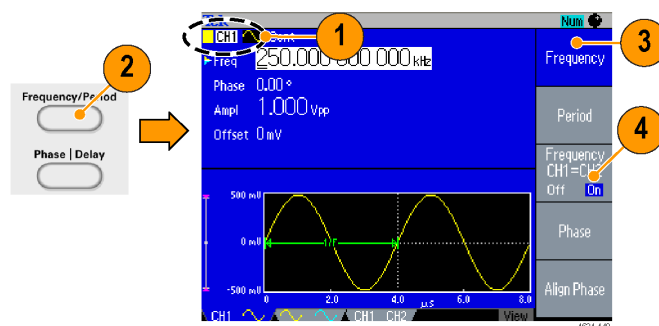 1
2
3
4
Frequency/Period
Phase | Delay
CH1
Cont
Num
Freq 250.000 000 000 kHz
Phase 0.00 °
Ampl 1.000 Vpp
Offset 0 mV
Frequency
Period
Frequency
CH1=CH2
Off On
Phase
Align Phase
500 mV
0 mV
-500 mV
1/F
0 2.0 4.0 µs 6.0 8.0
CH1
CH1 CH2
View